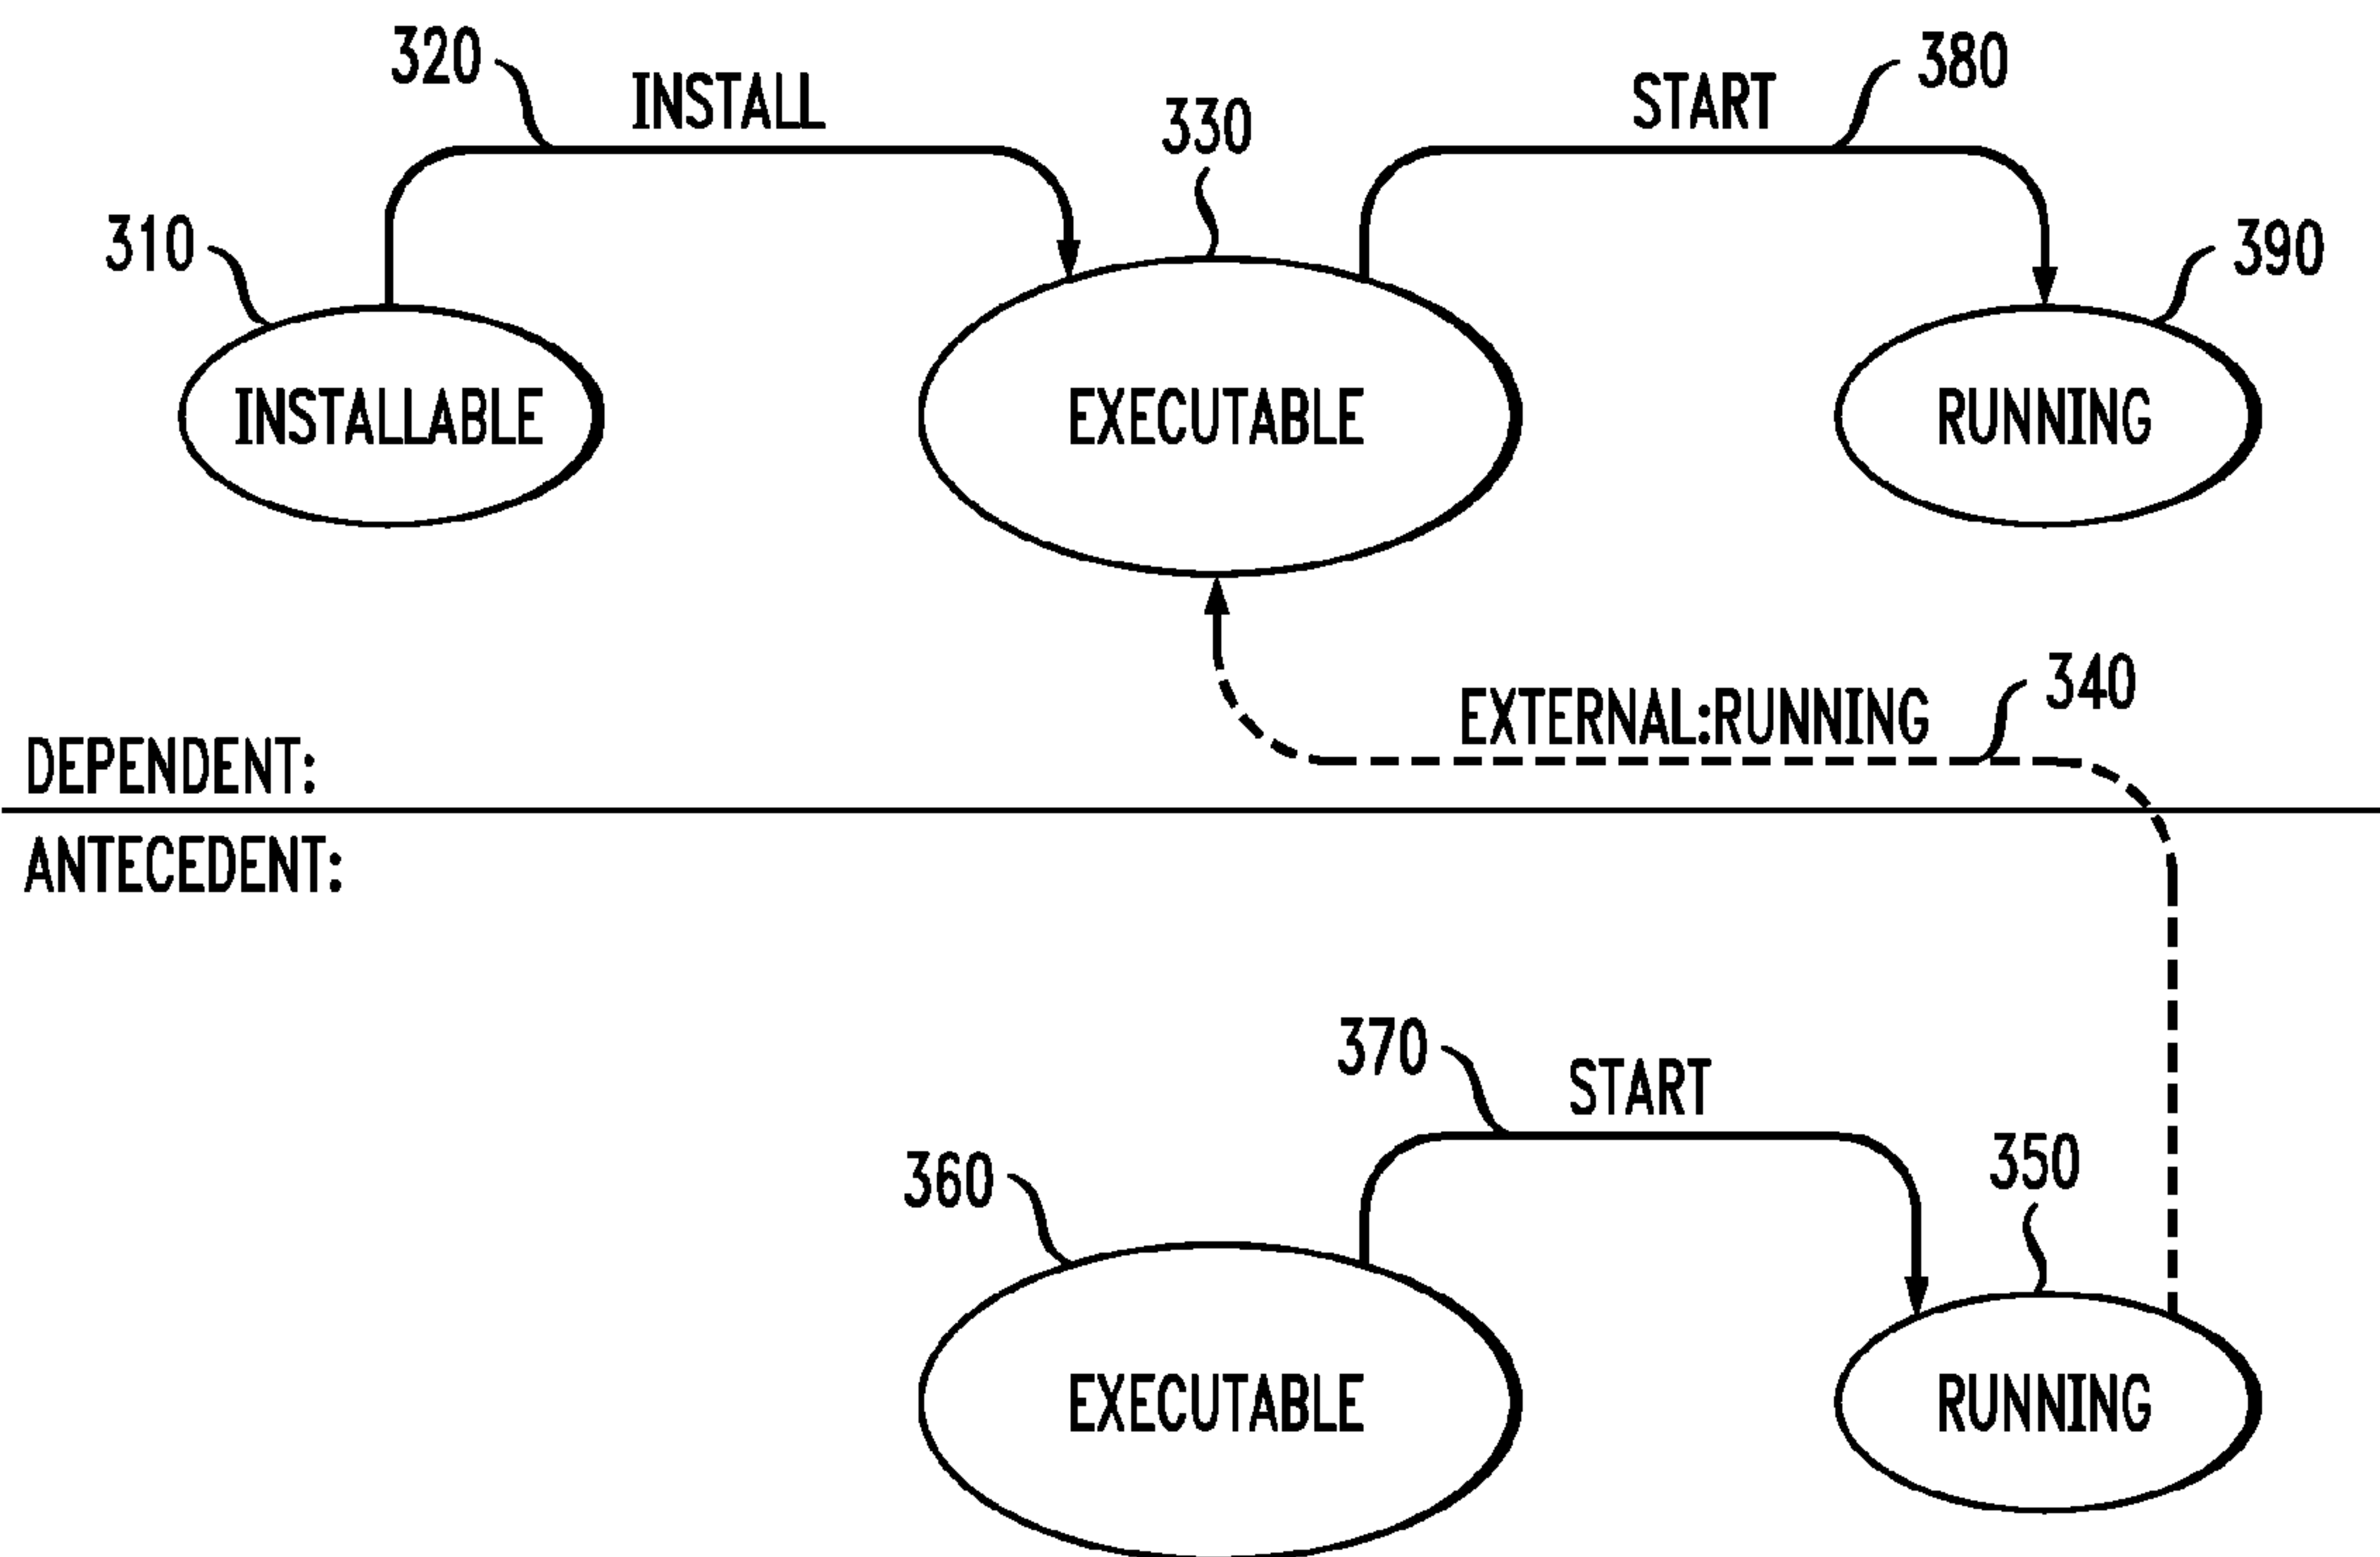 320
INSTALL
330
START
380
310
390
INSTALLABLE
EXECUTABLE
RUNNING
EXTERNAL:RUNNING
340
DEPENDENT:
ANTECEDENT:
370
START
360
350
EXECUTABLE
RUNNING